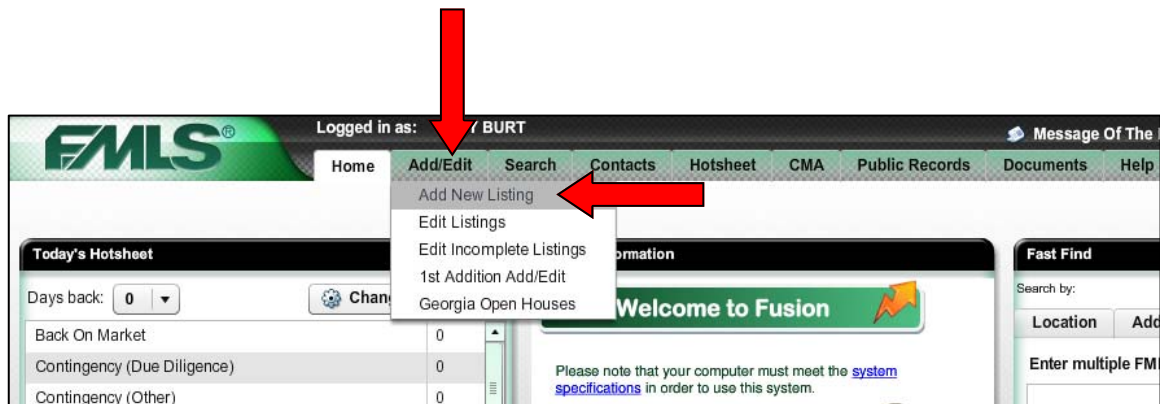 FMLS®
Logged in as: Y BURT
Message Of The
Home Add/Edit Search Contacts Hotsheet CMA Public Records Documents Help
Add New Listing
Edit Listings
Edit Incomplete Listings
1st Addition Add/Edit
Georgia Open Houses
Today's Hotsheet
Days back: 0
Back On Market 0
Contingency (Due Diligence) 0
Contingency (Other) 0
Welcome to Fusion
Please note that your computer must meet the system
specifications in order to use this system.
Fast Find
Search by:
Location
Enter multiple